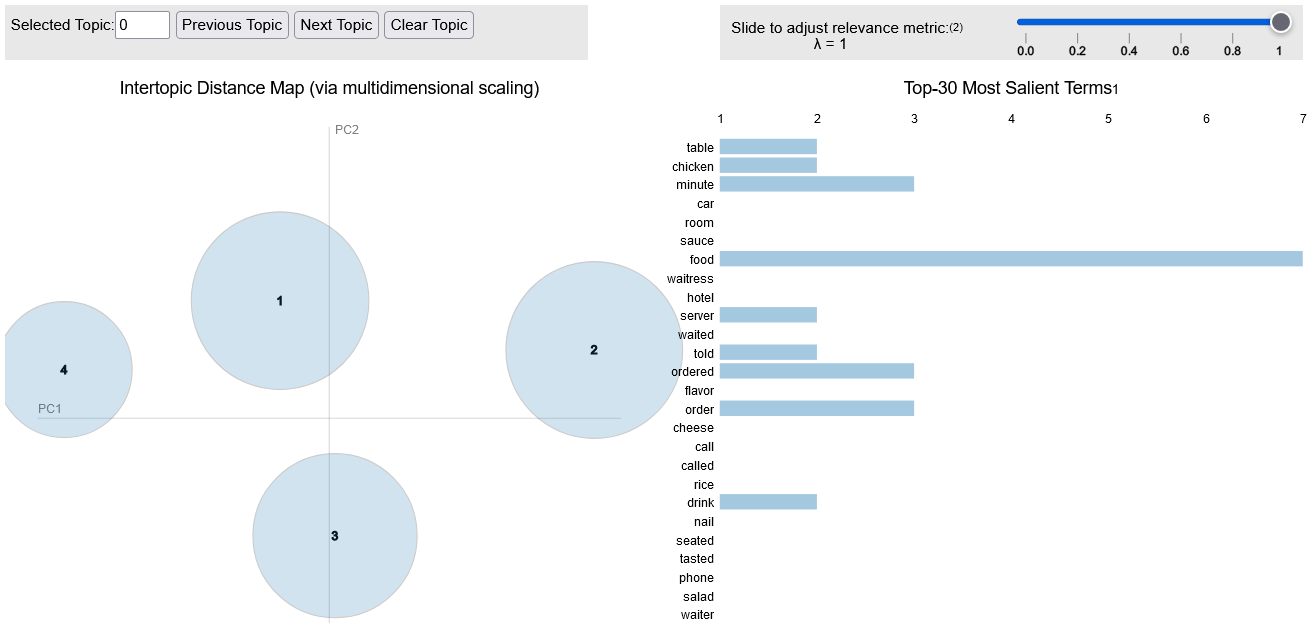 Selected Topic: 0 Previous Topic Next Topic Clear Topic
Slide to adjust relevance metric:(2)
λ = 1
0.0 0.2 0.4 0.6 0.8 1
Intertopic Distance Map (via multidimensional scaling)
PC2
PC1
1
2
3
4
Top-30 Most Salient Terms1
1 2 3 4 5 6 7
table
chicken
minute
car
room
sauce
food
waitress
hotel
server
waited
told
ordered
flavor
order
cheese
call
called
rice
drink
nail
seated
tasted
phone
salad
waiter